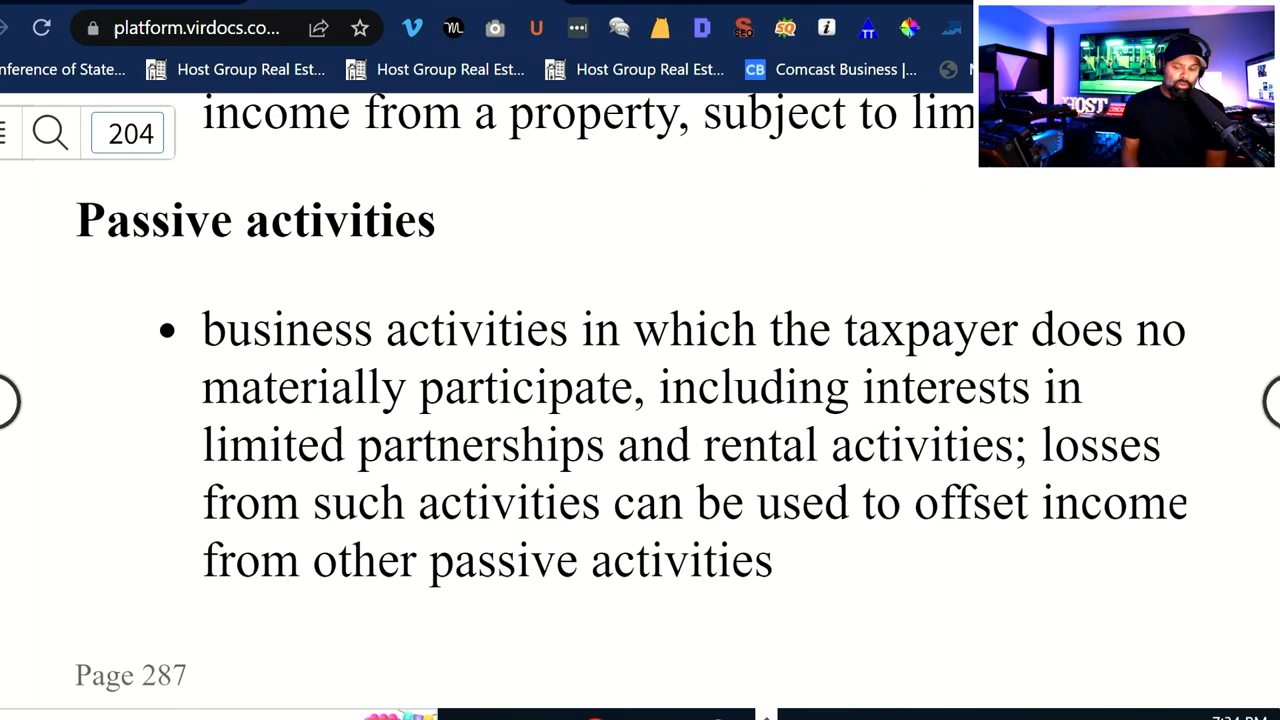 platform.virdocs.co...
nference of State...
Host Group Real Est...
Host Group Real Est...
Host Group Real Est...
CB
Comcast Business |...
204
income from a property, subject to lim
HOST
Passive activities
• business activities in which the taxpayer does no
materially participate, including interests in
limited partnerships and rental activities; losses
from such activities can be used to offset income
from other passive activities
Page 287